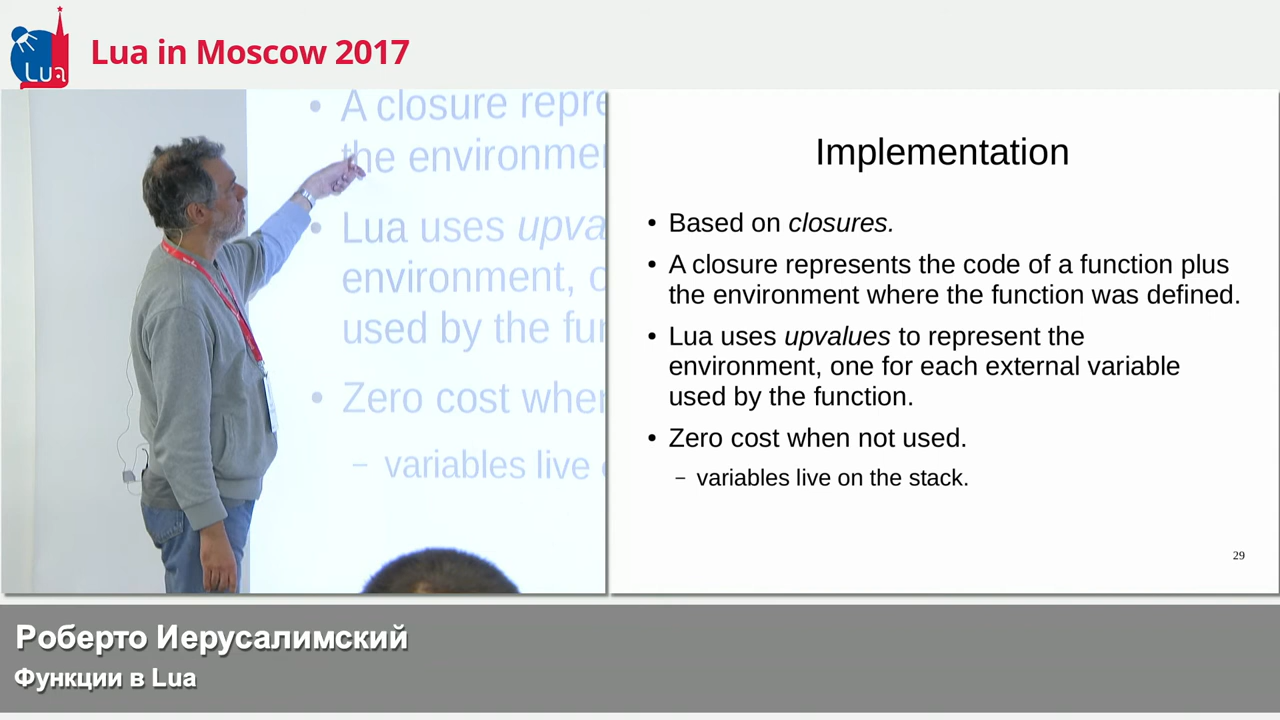 Lua
Lua in Moscow 2017
• A closure repre
the environmen
• Lua uses upva
environment, o
used by the fun
• Zero cost when
– variables live o
Implementation
• Based on closures.
• A closure represents the code of a function plus
the environment where the function was defined.
• Lua uses upvalues to represent the
environment, one for each external variable
used by the function.
• Zero cost when not used.
– variables live on the stack.
29
Роберто Иерусалимский
Функции в Lua